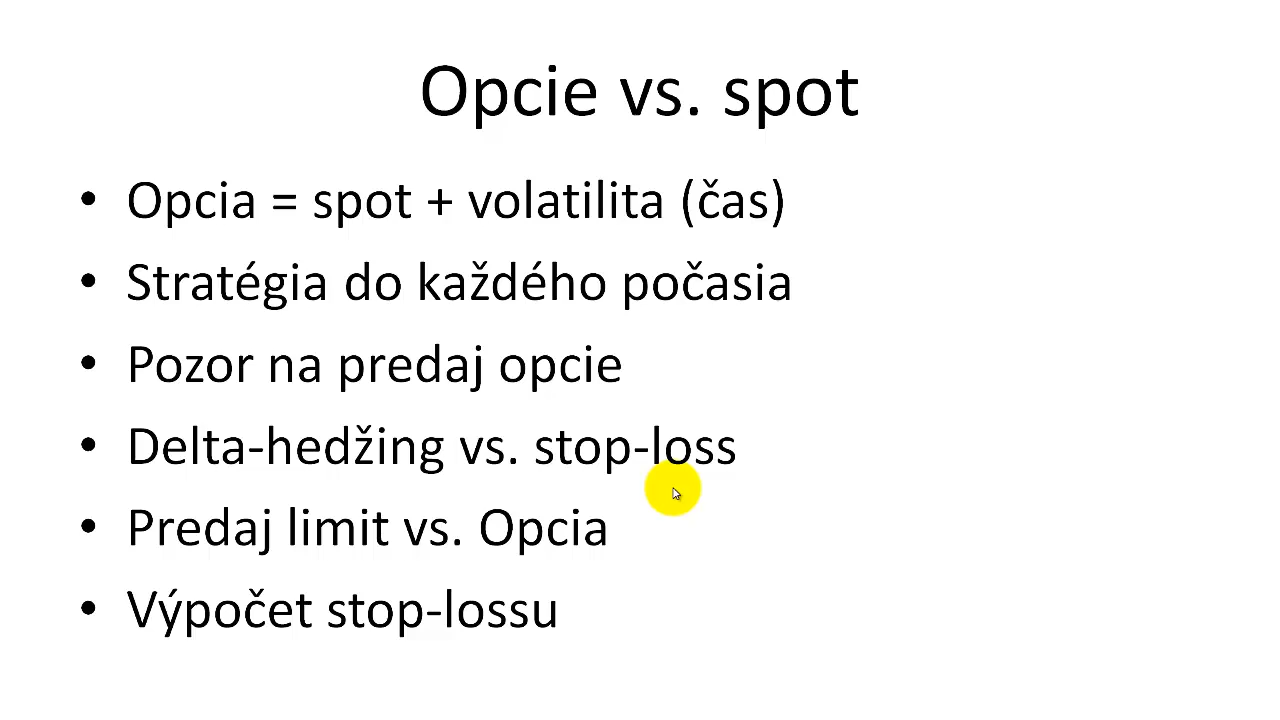 Opcie vs. spot
• Opcia = spot + volatilita (čas)
• Stratégia do každého počasia
• Pozor na predaj opcie
• Delta-hedžing vs. stop-loss
• Predaj limit vs. Opcia
• Výpočet stop-lossu